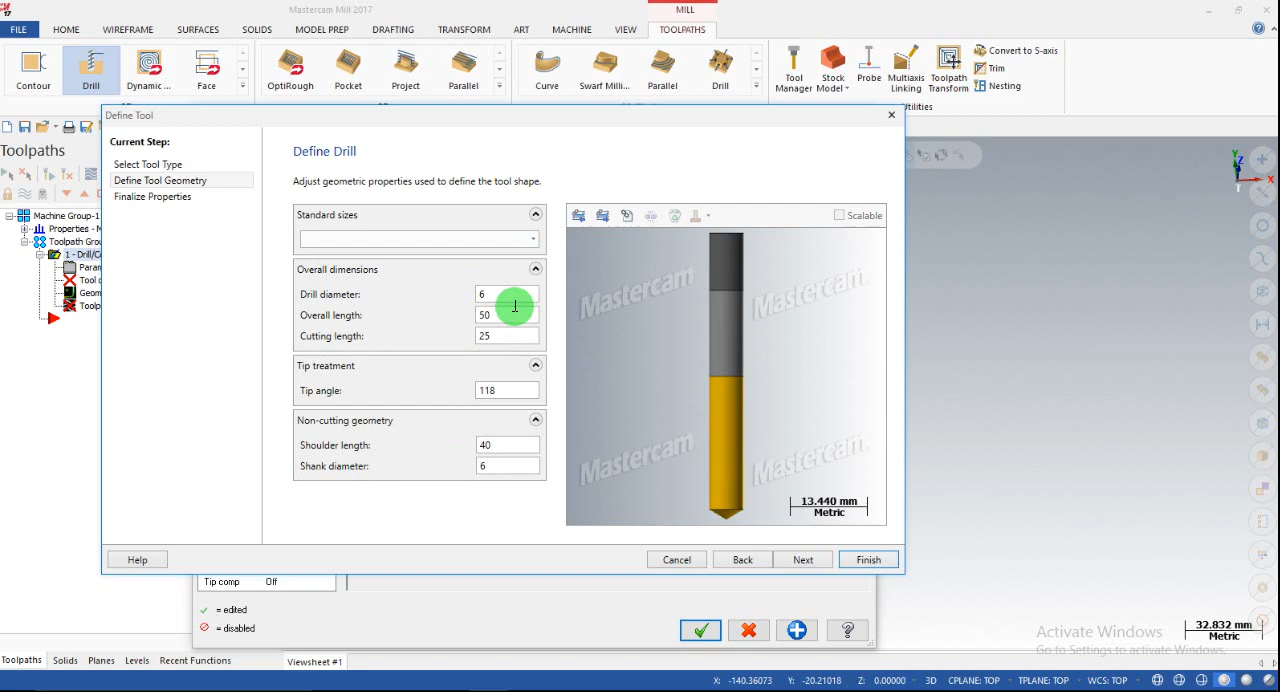 17
Mastercam Mill 2017
MILL
FILE HOME WIREFRAME SURFACES SOLIDS MODEL PREP DRAFTING TRANSFORM ART MACHINE VIEW TOOLPATHS
Contour Drill Dynamic ... Face OptiRough Pocket Project Parallel Curve Swarf Milli... Parallel Drill
Tool Manager Stock Model Probe Multiaxis Linking Toolpath Transform
Convert to 5-axis
Trim
Nesting
Utilities
Toolpaths
Machine Group-1
Properties - M
Toolpath Grou
1 - Drill/Co
Param
Tool
Geom
Toolp
Define Tool
Current Step:
Select Tool Type
Define Tool Geometry
Finalize Properties
Define Drill
Adjust geometric properties used to define the tool shape.
Standard sizes
Overall dimensions
Drill diameter: 6
Overall length: 50
Cutting length: 25
Tip treatment
Tip angle: 118
Non-cutting geometry
Shoulder length: 40
Shank diameter: 6
Scalable
Mastercam Mastercam
Mastercam Mastercam
13.440 mm
Metric
Help Cancel Back Next Finish
Tip comp Off
= edited
= disabled
Y
Z
X
T
Activate Windows
Go to Settings to activate Windows.
32.832 mm
Metric
Toolpaths Solids Planes Levels Recent Functions Viewsheet #1
X: -140.36073 Y: -20.21018 Z: 0.00000 3D CPLANE: TOP TPLANE: TOP WCS: TOP